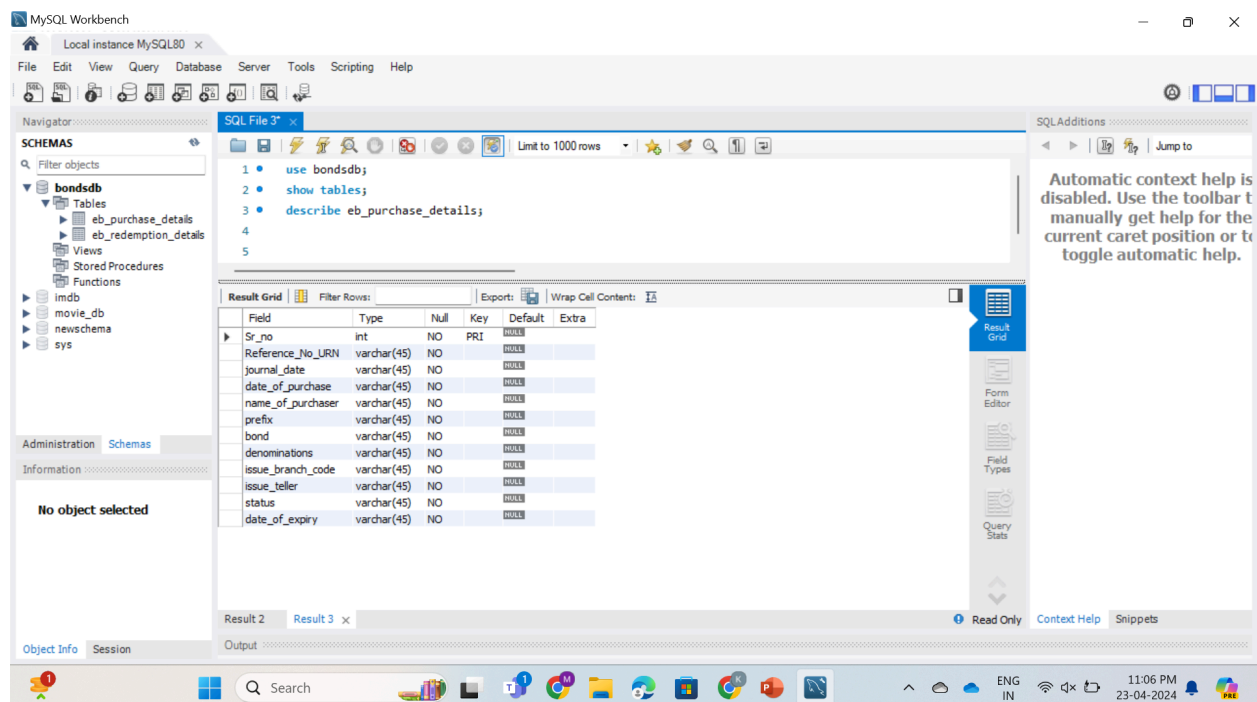 MySQL Workbench
Local instance MySQL80
File Edit View Query Database Server Tools Scripting Help
Navigator
SCHEMAS
Filter objects
bondsdb
Tables
eb_purchase_details
eb_redemption_details
Views
Stored Procedures
Functions
imdb
movie_db
newschema
sys
Administration Schemas
Information
No object selected
Object Info Session
SQL File 3*
Limit to 1000 rows
1 use bondsdb;
2 show tables;
3 describe eb_purchase_details;
4
5
Result Grid Filter Rows: Export: Wrap Cell Content:
Field Type Null Key Default Extra
Sr_no int NO PRI NULL
Reference_No_URN varchar(45) NO NULL
journal_date varchar(45) NO NULL
date_of_purchase varchar(45) NO NULL
name_of_purchaser varchar(45) NO NULL
prefix varchar(45) NO NULL
bond varchar(45) NO NULL
denominations varchar(45) NO NULL
issue_branch_code varchar(45) NO NULL
issue_teller varchar(45) NO NULL
status varchar(45) NO NULL
date_of_expiry varchar(45) NO NULL
Result
Grid
Form
Editor
Field
Types
Query
Stats
Result 2 Result 3 Read Only
Output
SQLAdditions
Jump to
Automatic context help is
disabled. Use the toolbar t
manually get help for the
current caret position or to
toggle automatic help.
Context Help Snippets
1
Search
1
M
K
ENG
IN
11:06 PM
23-04-2024
PRE